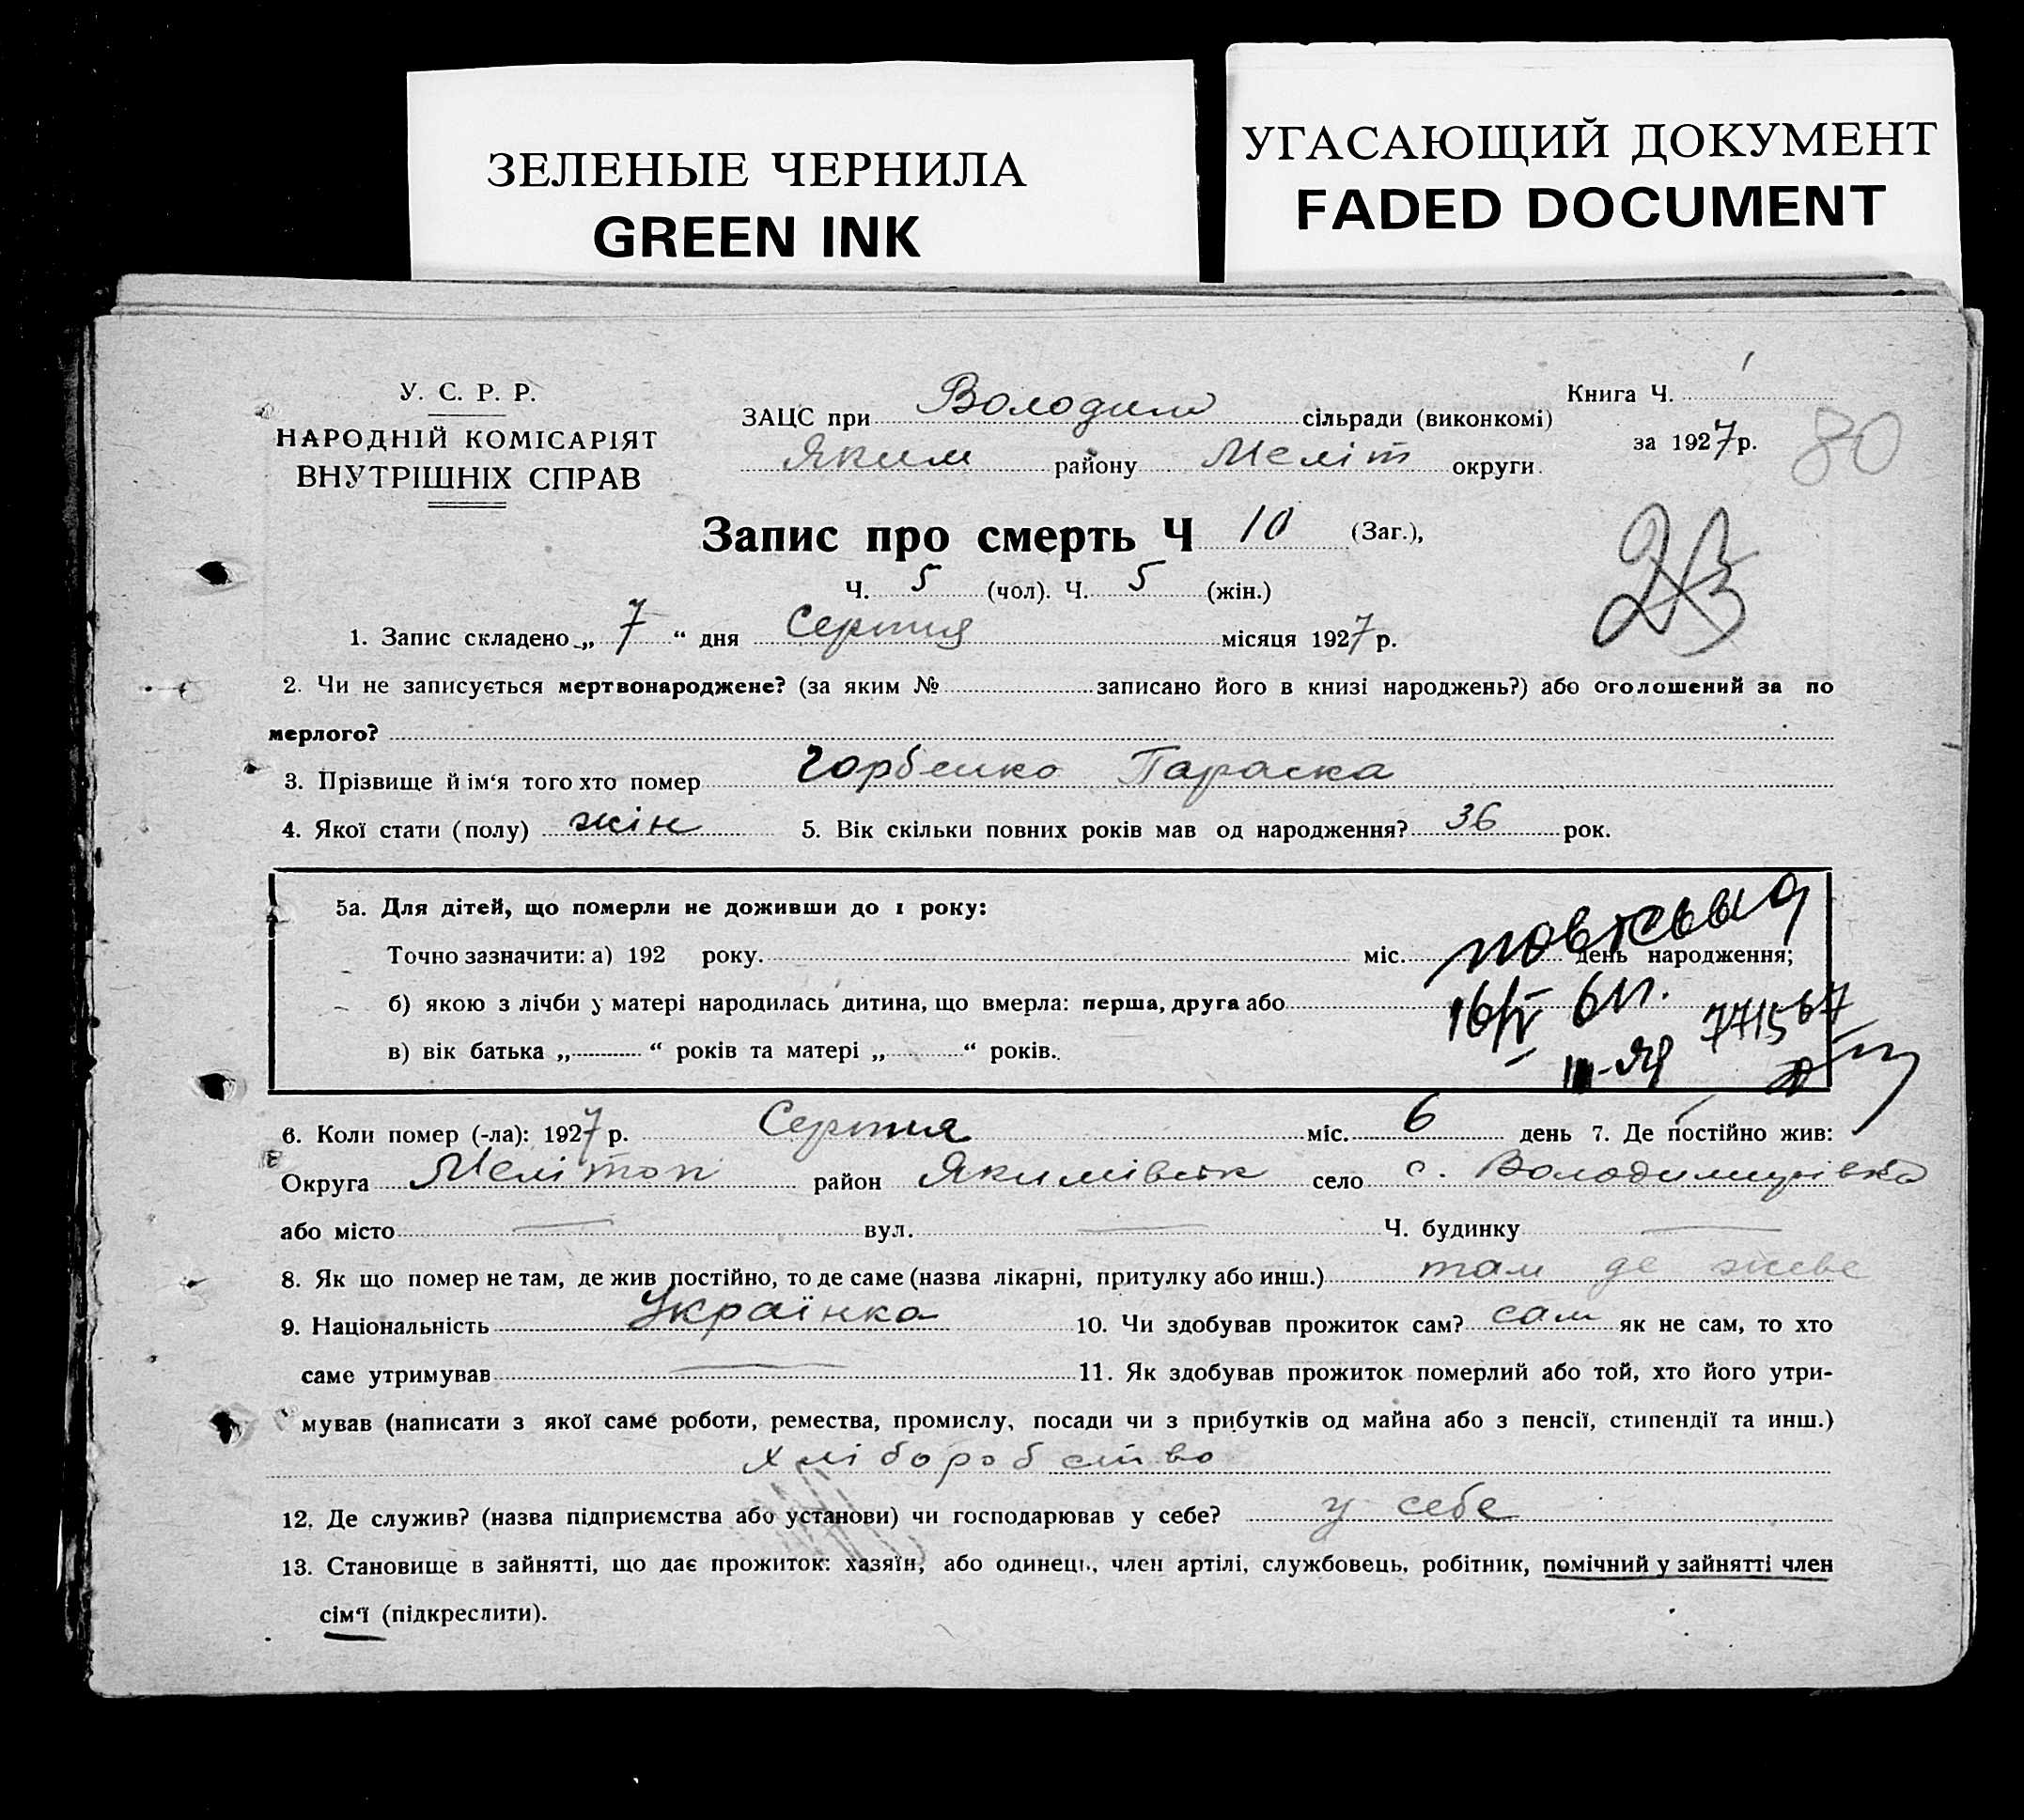 ЗЕЛЕНЫЕ ЧЕРНИЛА
GREEN INK
УГАСАЮЩИЙ ДОКУМЕНТ
FADED DOCUMENT
У. С. Р. Р.
НАРОДНІЙ КОМІСАРІЯТ
ВНУТРІШНІХ СПРАВ
ЗАЦС при Володим сільради (виконкомі)
Яким району Меліт округи
Книга Ч. 1
за 1927 р.
80
Запис про смерть Ч 10 (Заг.),
Ч. 5 (чол). Ч. 5 (жін.)
23
1. Запис складено „ 7 “ дня Серпня місяця 1927 р.
2. Чи не записується мертвонароджене? (за яким № записано його в книзі народжень?) або оголошений за по
мерлого?
3. Прізвище й ім‘я того хто помер Горбенко Параска
4. Якої стати (полу) жін 5. Вік скільки повних років мав од народження? 36 рок.
5а. Для дітей, що померли не доживши до 1 року:
Точно зазначити: а) 192 року. міс. день народження;
б) якою з лічби у матері народилась дитина, що вмерла: перша, друга або
в) вік батька „ “ років та матері „ “ років.
16/IV 61г.
771567
6. Коли помер (-ла): 1927 р. Серпня міс. 6 день 7. Де постійно жив:
Округа Мелітоп район Якимівськ село с. Володимирівка
або місто — вул. — Ч. будинку —
8. Як що помер не там, де жив постійно, то де саме (назва лікарні, притулку або инш.) там де живе
9. Національність Українка 10. Чи здобував прожиток сам? сам як не сам, то хто
саме утримував — 11. Як здобував прожиток померлий або той, хто його утри-
мував (написати з якої саме роботи, ремества, промислу, посади чи з прибутків од майна або з пенсії, стипендії та инш.)
хліборобство
12. Де служив? (назва підприємства або установи) чи господарював у себе? у себе
13. Становище в зайнятті, що дає прожиток: хазяїн, або одинець, член артілі, службовець, робітник, помічний у зайнятті член
сім‘ї (підкреслити).